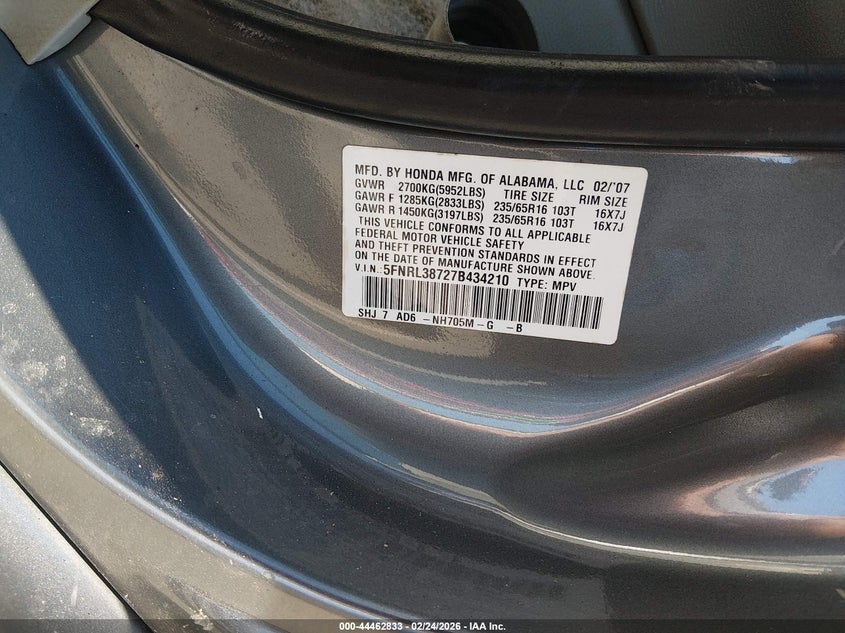 MFD. BY HONDA MFG. OF ALABAMA, LLC 02/'07
GVWR 2700KG(5952LBS) TIRE SIZE RIM SIZE
GAWR F 1285KG(2833LBS) 235/65R16 103T 16X7J
GAWR R 1450KG(3197LBS) 235/65R16 103T 16X7J
THIS VEHICLE CONFORMS TO ALL APPLICABLE
FEDERAL MOTOR VEHICLE SAFETY
AND THEFT PREVENTION STANDARDS IN EFFECT
ON THE DATE OF MANUFACTURE SHOWN ABOVE.
V.I.N.: 5FNRL38727B434210 TYPE: MPV
SHJ 7 AD6 -NH705M-G -B
000-44462833 - 02/24/2026 - IAA Inc.